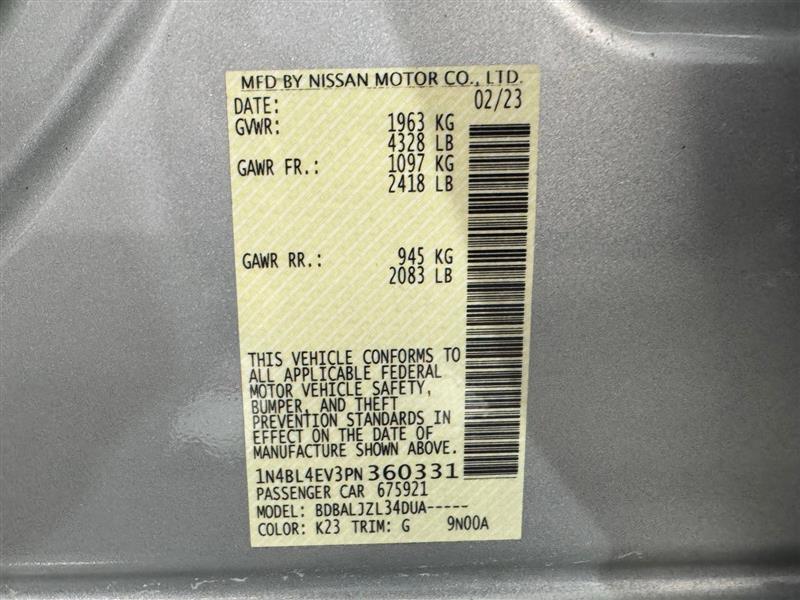 MFD BY NISSAN MOTOR CO., LTD.
DATE: 02/23
GVWR: 1963 KG
4328 LB
GAWR FR.: 1097 KG
2418 LB
GAWR RR.: 945 KG
2083 LB
THIS VEHICLE CONFORMS TO
ALL APPLICABLE FEDERAL
MOTOR VEHICLE SAFETY,
BUMPER, AND THEFT
PREVENTION STANDARDS IN
EFFECT ON THE DATE OF
MANUFACTURE SHOWN ABOVE.
1N4BL4EV3PN360331
PASSENGER CAR 675921
MODEL: BDBALJZL34DUA-----
COLOR: K23 TRIM: G 9N00A